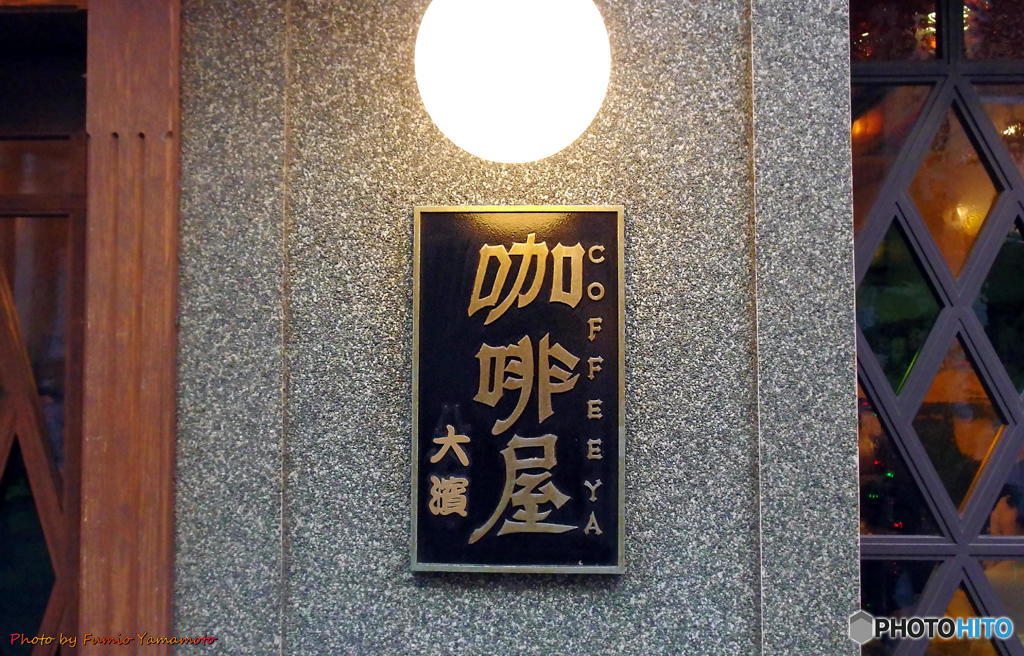 COFFEEYA
咖啡屋
大濱
Photo by Fumio Yamamoto
PHOTOHITO